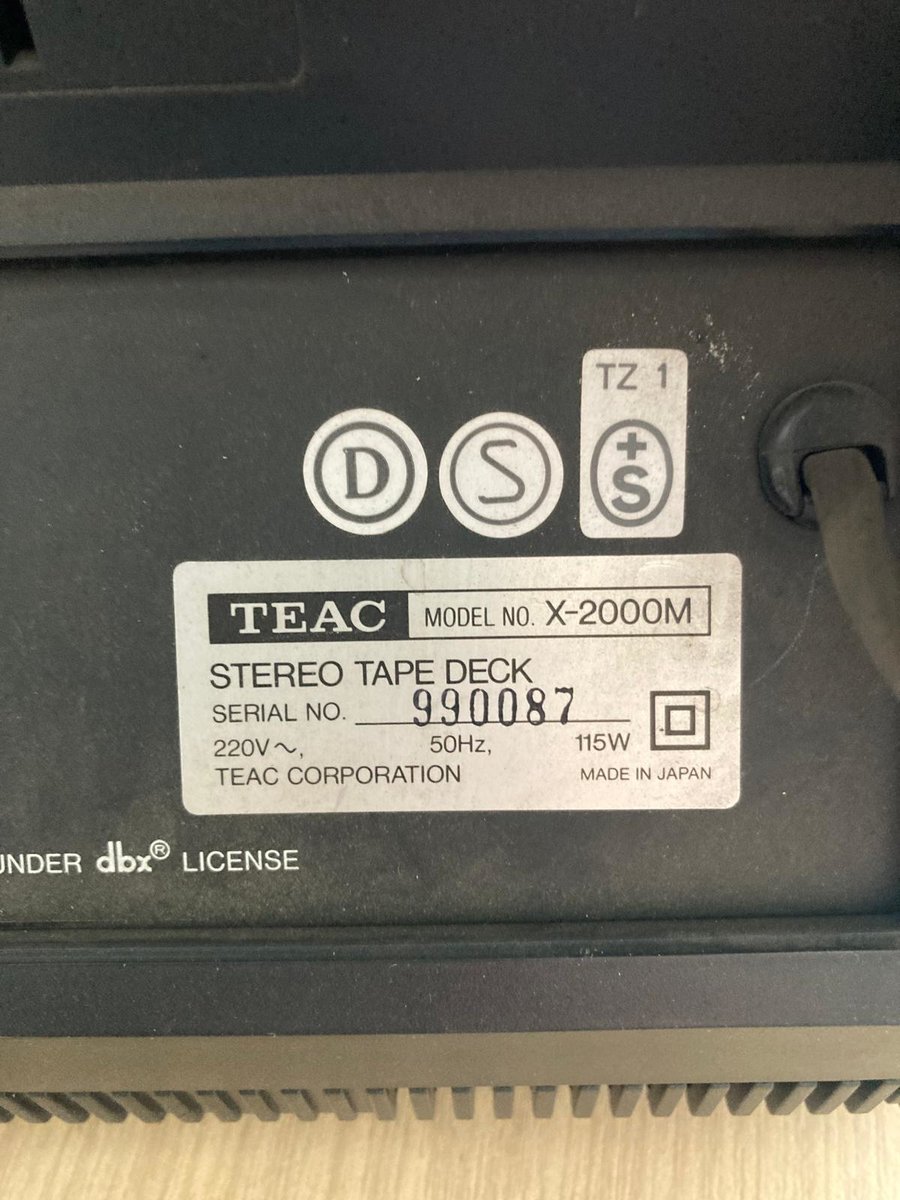 TZ 1
D S +S
TEAC MODEL NO. X-2000M
STEREO TAPE DECK
SERIAL NO. 990087
220V~, 50Hz, 115W
TEAC CORPORATION MADE IN JAPAN
UNDER dbx® LICENSE